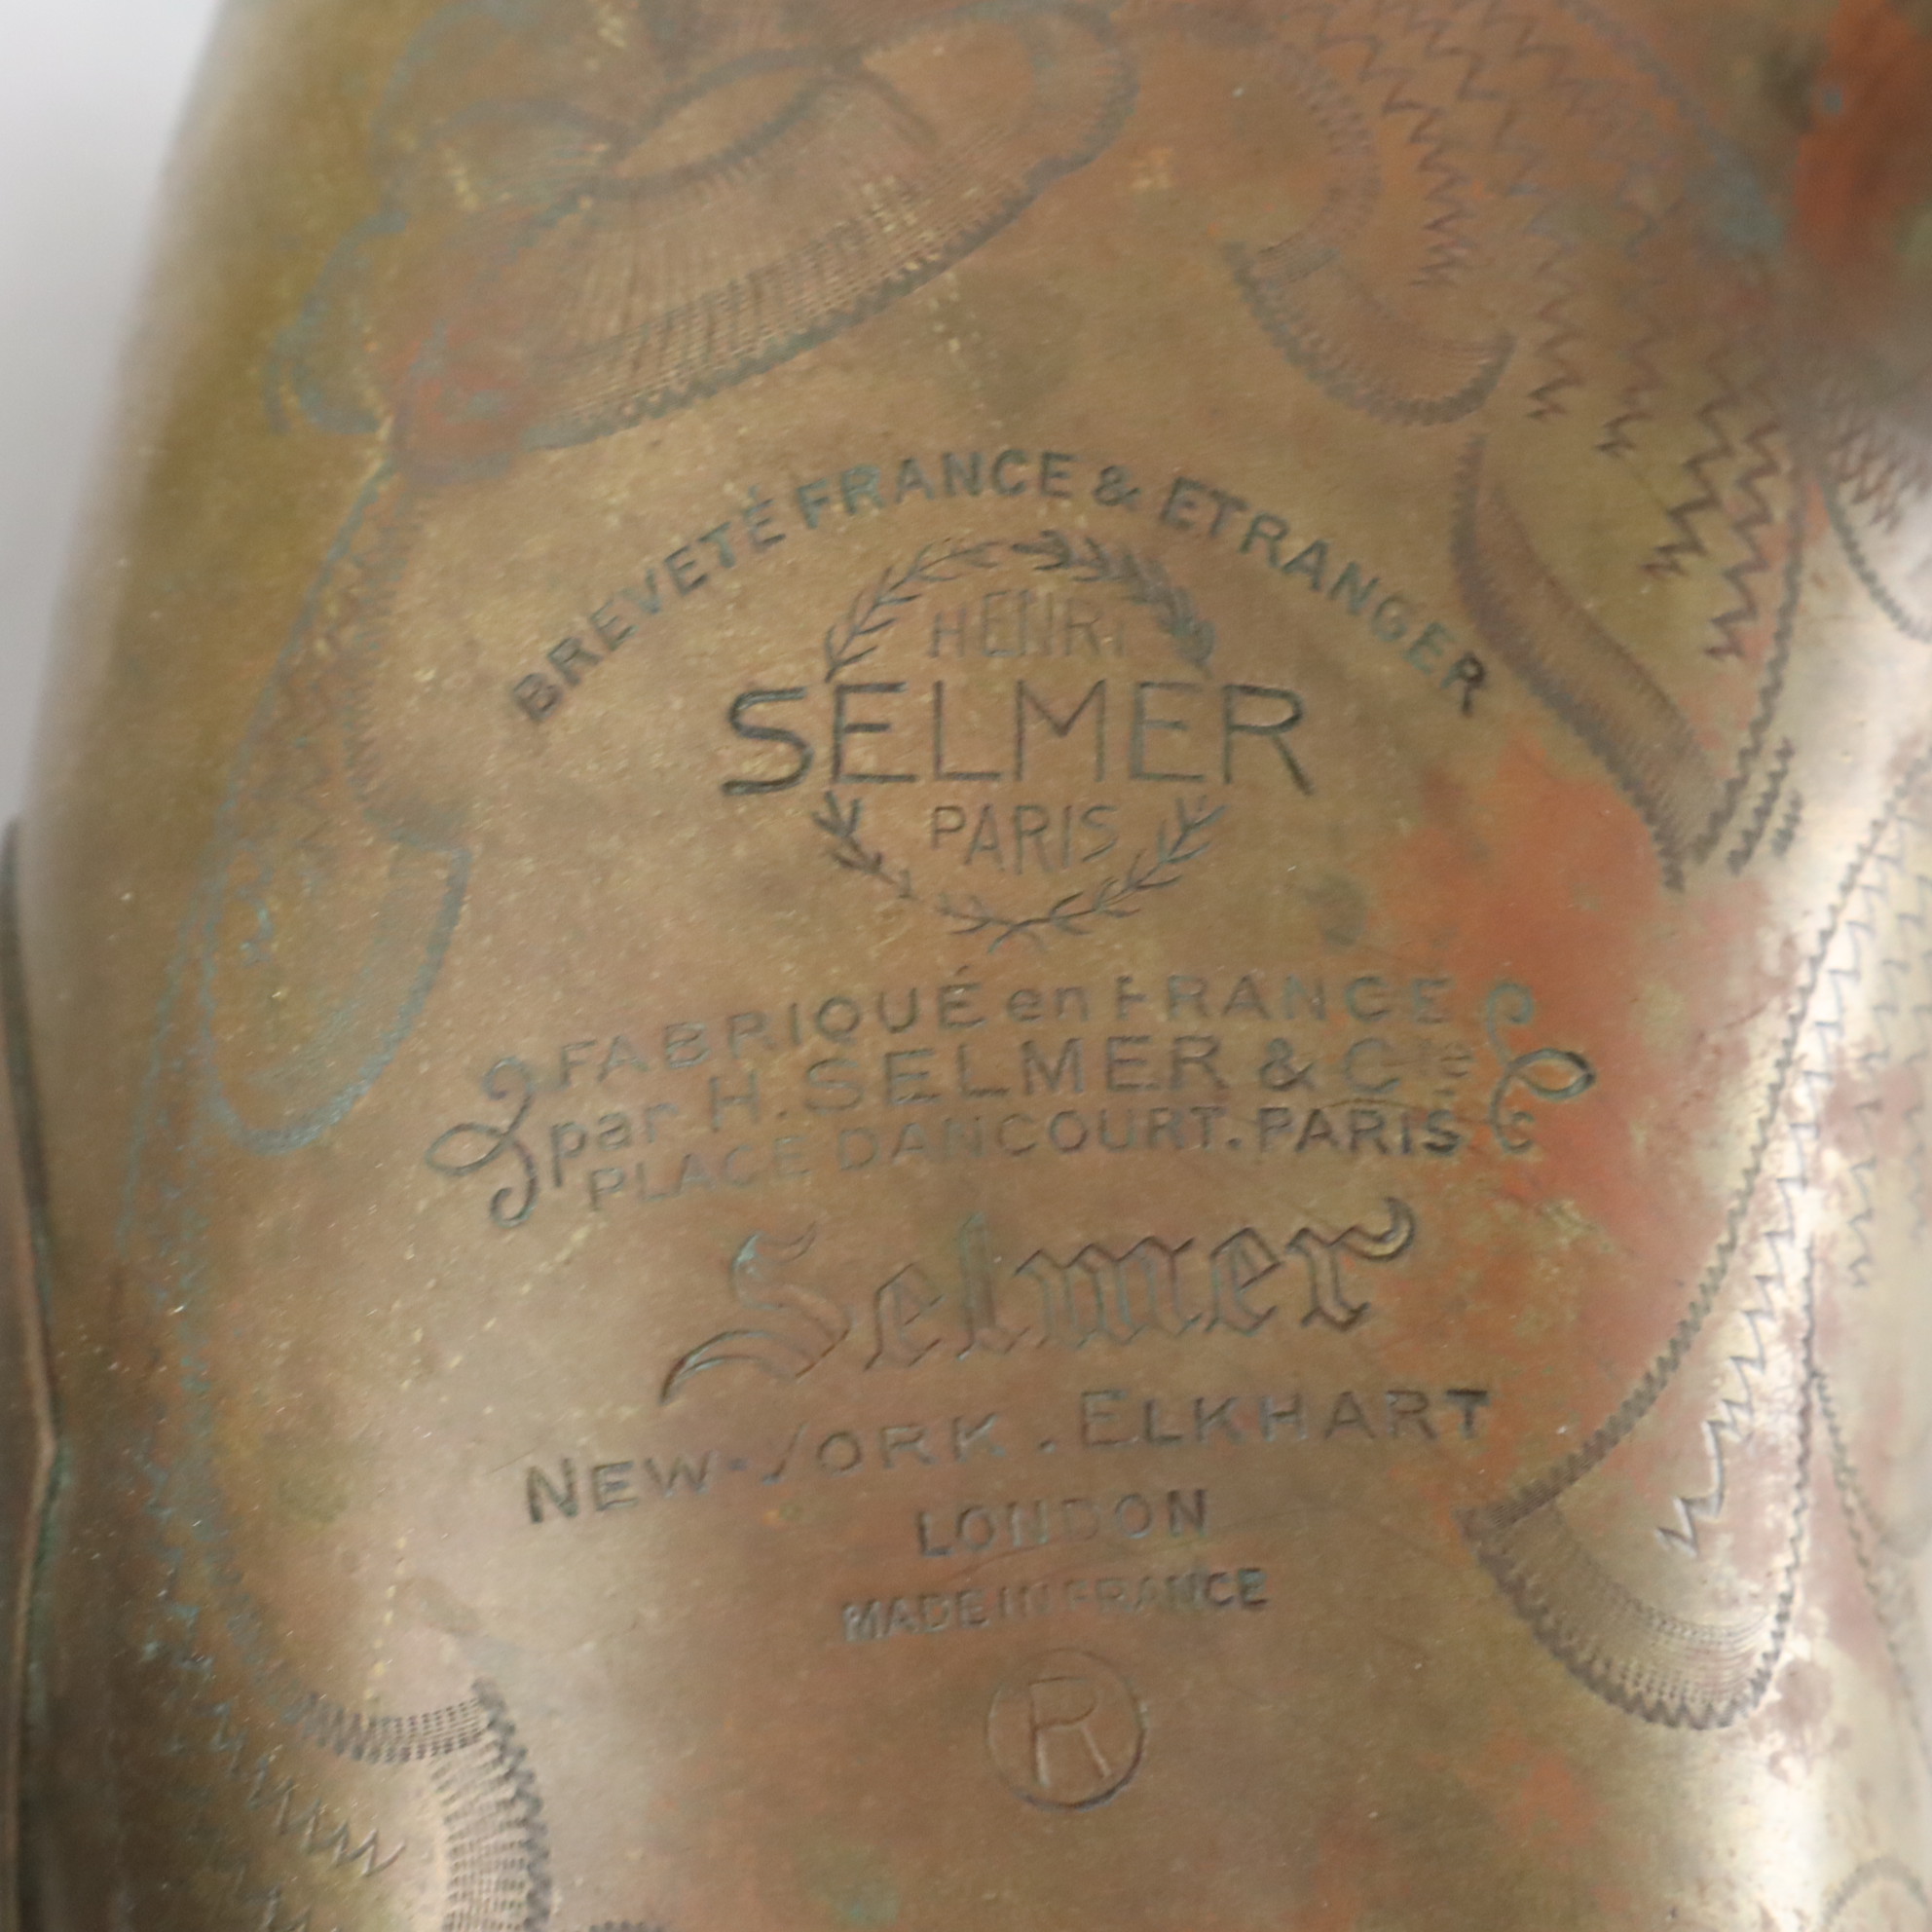 BREVETÉ FRANCE & ETRANGER
HENRI
SELMER
PARIS
FABRIQUÉ en FRANCE
par H. SELMER & Cie
PLACE DANCOURT. PARIS
Selmer
NEW-YORK . ELKHART
LONDON
MADE IN FRANCE
R